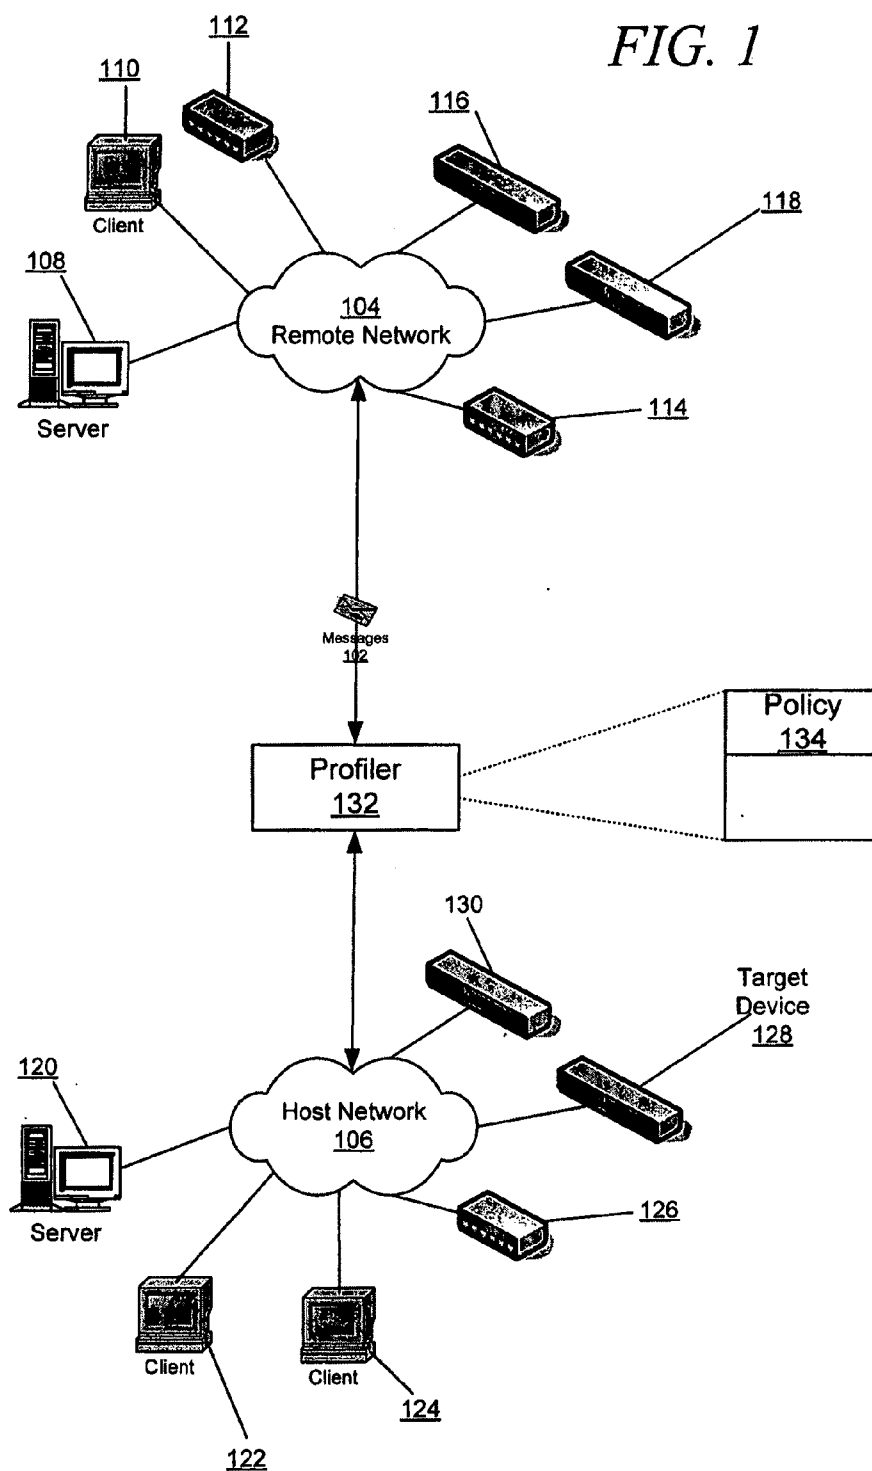 FIG. 1
112
110
116
118
Client
108
104
Remote Network
114
Server
Messages
102
Policy
134
Profiler
132
130
Target
Device
128
120
Host Network
106
126
Server
Client
Client
124
122